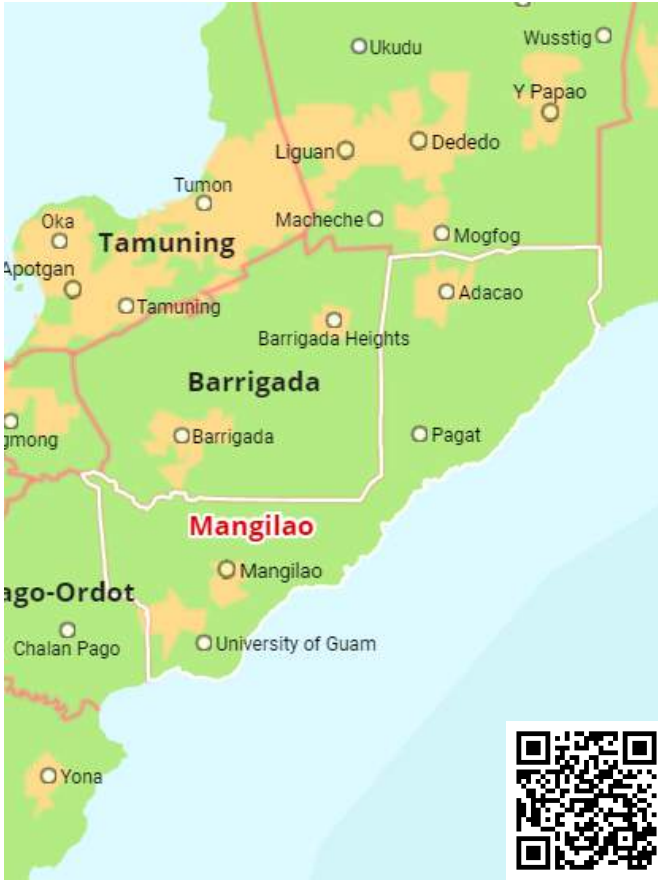 Wusstig
Ukudu
Y Papao
Liguan
Dededo
Tumon
Macheche
Mogfog
Oka
Tamuning
Apotgan
Adacao
Tamuning
Barrigada Heights
Barrigada
Barrigada
Pagat
gmong
Mangilao
Mangilao
ago-Ordot
Chalan Pago
University of Guam
Yona